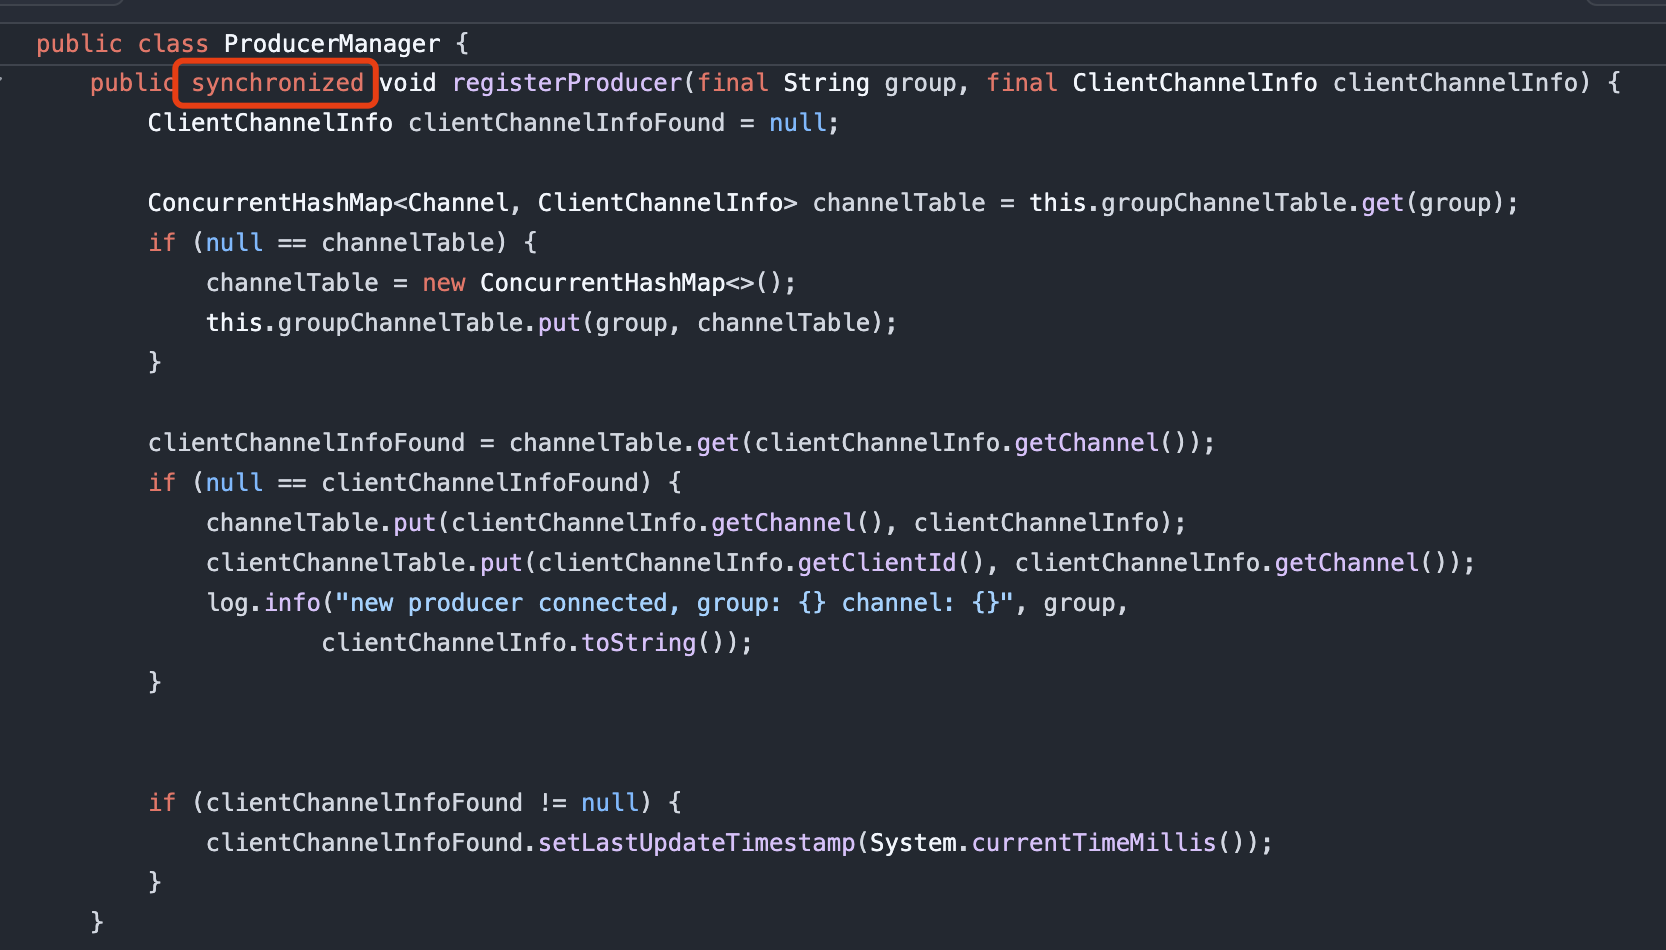 public class ProducerManager {
public synchronized void registerProducer(final String group, final ClientChannelInfo clientChannelInfo) {
ClientChannelInfo clientChannelInfoFound = null;
ConcurrentHashMap<Channel, ClientChannelInfo> channelTable = this.groupChannelTable.get(group);
if (null == channelTable) {
channelTable = new ConcurrentHashMap<>();
this.groupChannelTable.put(group, channelTable);
}
clientChannelInfoFound = channelTable.get(clientChannelInfo.getChannel());
if (null == clientChannelInfoFound) {
channelTable.put(clientChannelInfo.getChannel(), clientChannelInfo);
clientChannelTable.put(clientChannelInfo.getClientId(), clientChannelInfo.getChannel());
log.info("new producer connected, group: {} channel: {}", group,
clientChannelInfo.toString());
}
if (clientChannelInfoFound != null) {
clientChannelInfoFound.setLastUpdateTimestamp(System.currentTimeMillis());
}
}